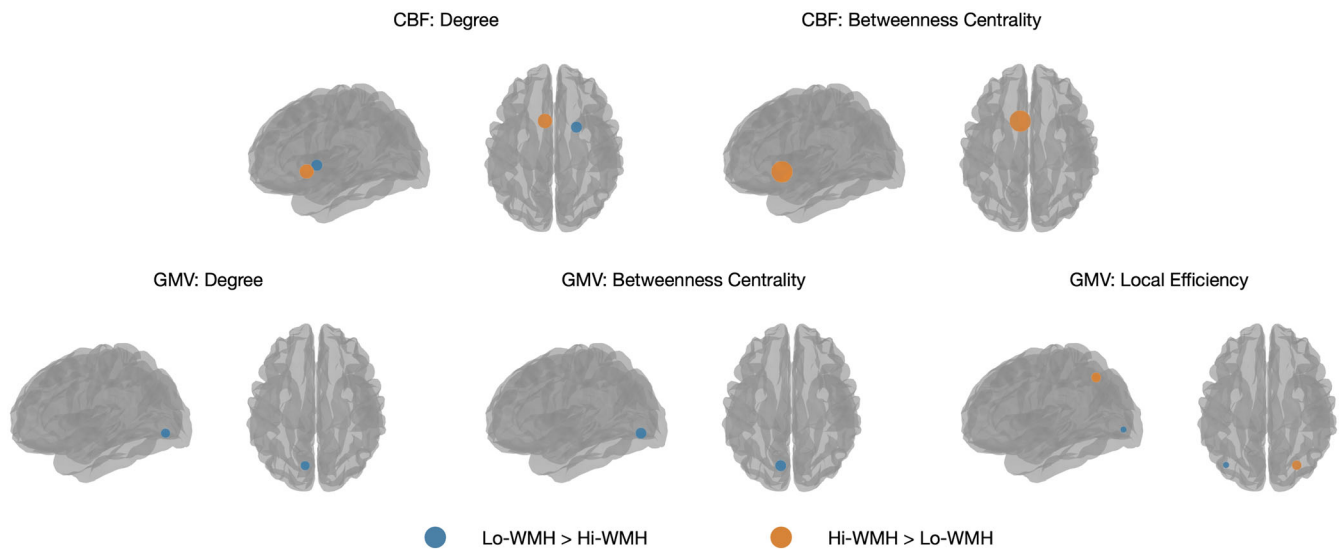 CBF: Degree
CBF: Betweenness Centrality
GMV: Degree
GMV: Betweenness Centrality
GMV: Local Efficiency
Lo-WMH > Hi-WMH
Hi-WMH > Lo-WMH